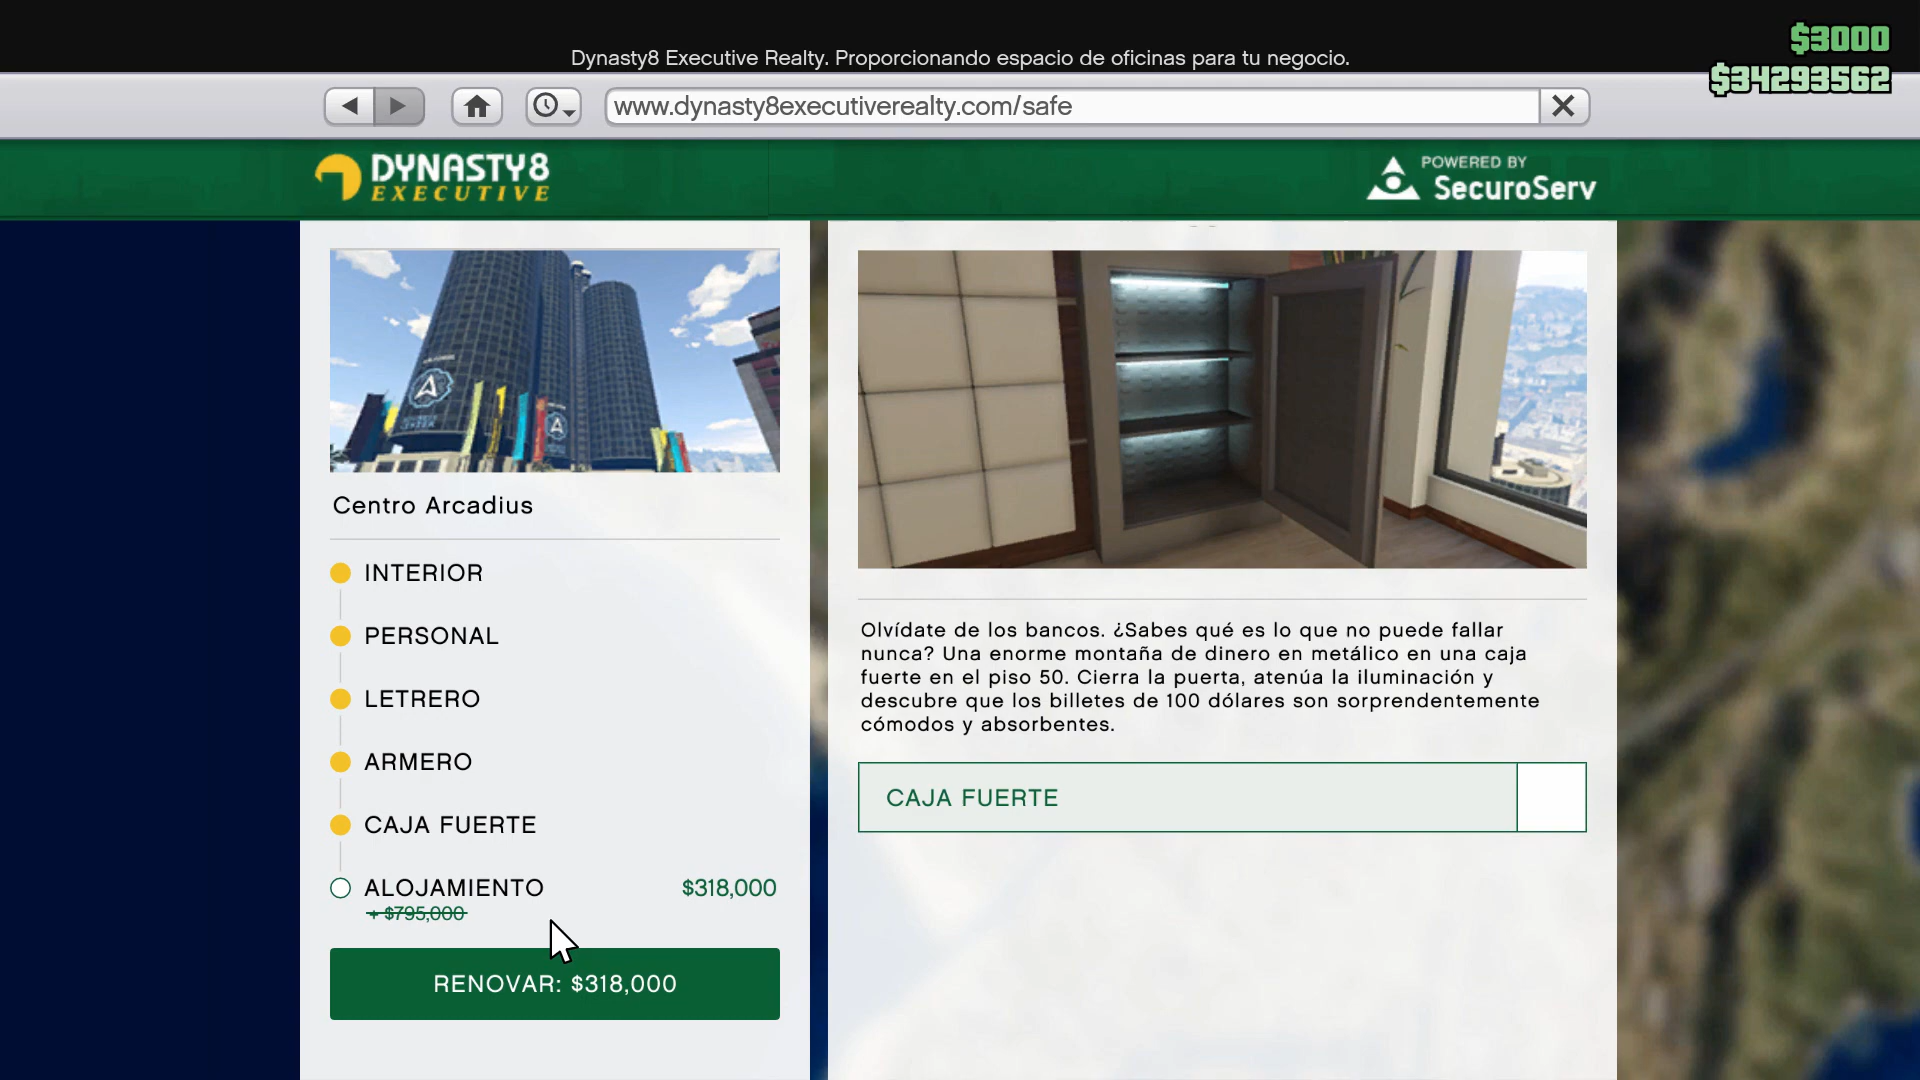 $3000
$34293562
Dynasty8 Executive Realty. Proporcionando espacio de oficinas para tu negocio.
www.dynasty8executiverealty.com/safe
DYNASTY8
EXECUTIVE
POWERED BY
SecuroServ
Centro Arcadius
INTERIOR
PERSONAL
LETRERO
ARMERO
CAJA FUERTE
ALOJAMIENTO $318,000
+ $795,000
RENOVAR: $318,000
Olvídate de los bancos. ¿Sabes qué es lo que no puede fallar
nunca? Una enorme montaña de dinero en metálico en una caja
fuerte en el piso 50. Cierra la puerta, atenúa la iluminación y
descubre que los billetes de 100 dólares son sorprendentemente
cómodos y absorbentes.
CAJA FUERTE